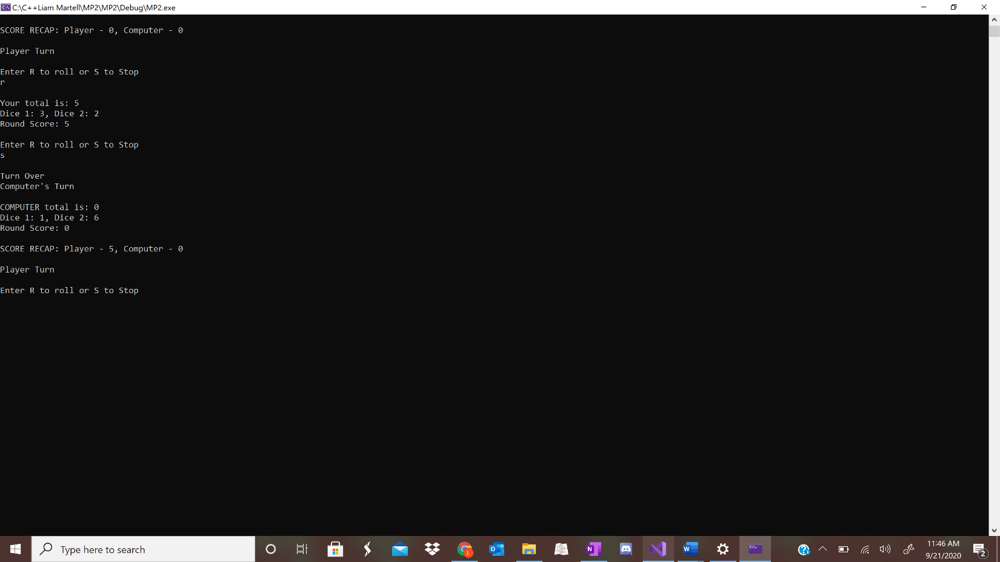 C:\C++Liam Martell\MP2\MP2\Debug\MP2.exe
SCORE RECAP: Player - 0, Computer - 0
Player Turn
Enter R to roll or S to Stop
r
Your total is: 5
Dice 1: 3, Dice 2: 2
Round Score: 5
Enter R to roll or S to Stop
s
Turn Over
Computer's Turn
COMPUTER total is: 0
Dice 1: 1, Dice 2: 6
Round Score: 0
SCORE RECAP: Player - 5, Computer - 0
Player Turn
Enter R to roll or S to Stop
Type here to search
11:46 AM
9/21/2020
2